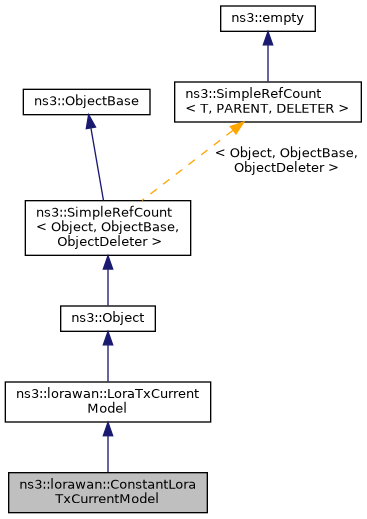 ns3::empty
ns3::ObjectBase
ns3::SimpleRefCount
< T, PARENT, DELETER >
< Object, ObjectBase,
ObjectDeleter >
ns3::SimpleRefCount
< Object, ObjectBase,
ObjectDeleter >
ns3::Object
ns3::lorawan::LoraTxCurrent
Model
ns3::lorawan::ConstantLora
TxCurrentModel